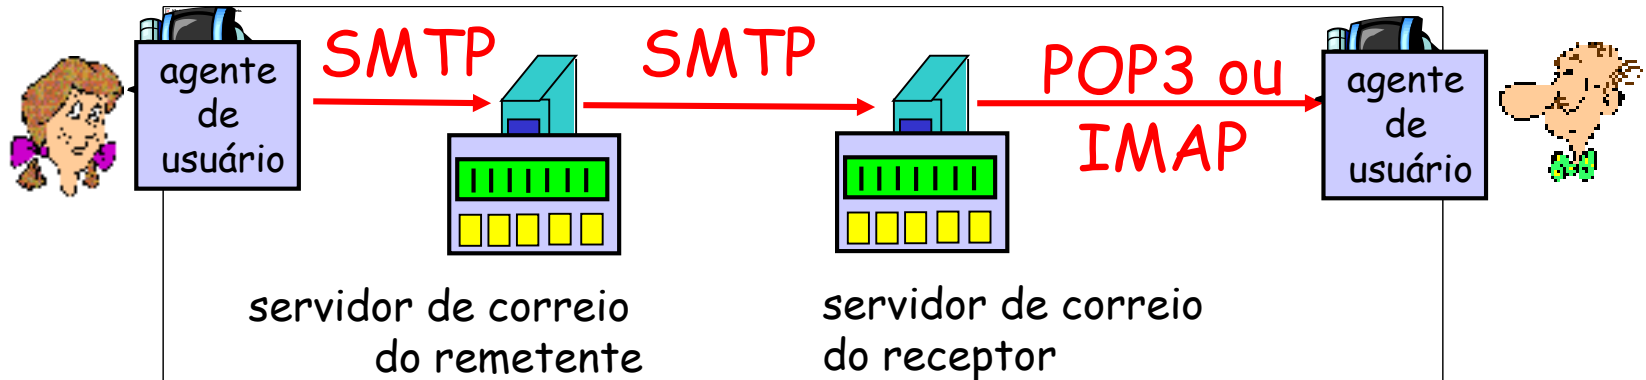 agente
de
usuário
SMTP
SMTP
POP3 ou
IMAP
agente
de
usuário
servidor de correio
do remetente
servidor de correio
do receptor